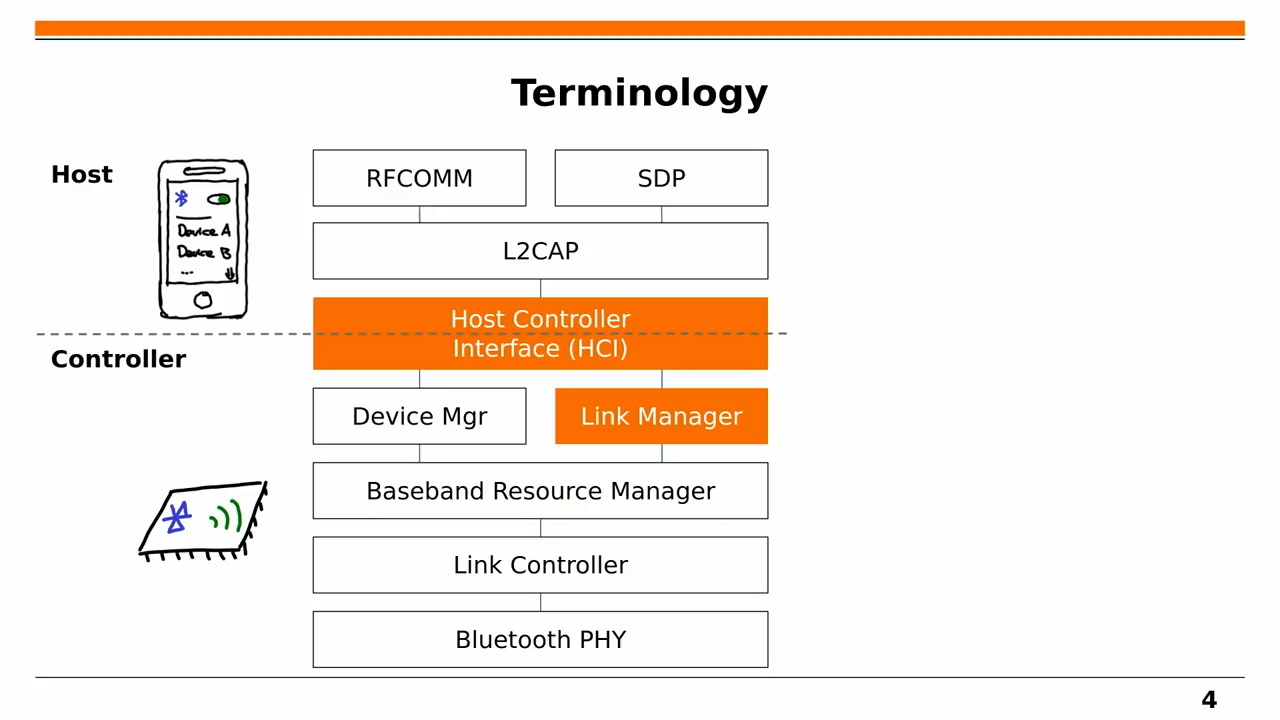 Terminology
Host
Device A
Device B
...
RFCOMM
SDP
L2CAP
Host Controller
Interface (HCI)
Controller
Device Mgr
Link Manager
Baseband Resource Manager
Link Controller
Bluetooth PHY
4